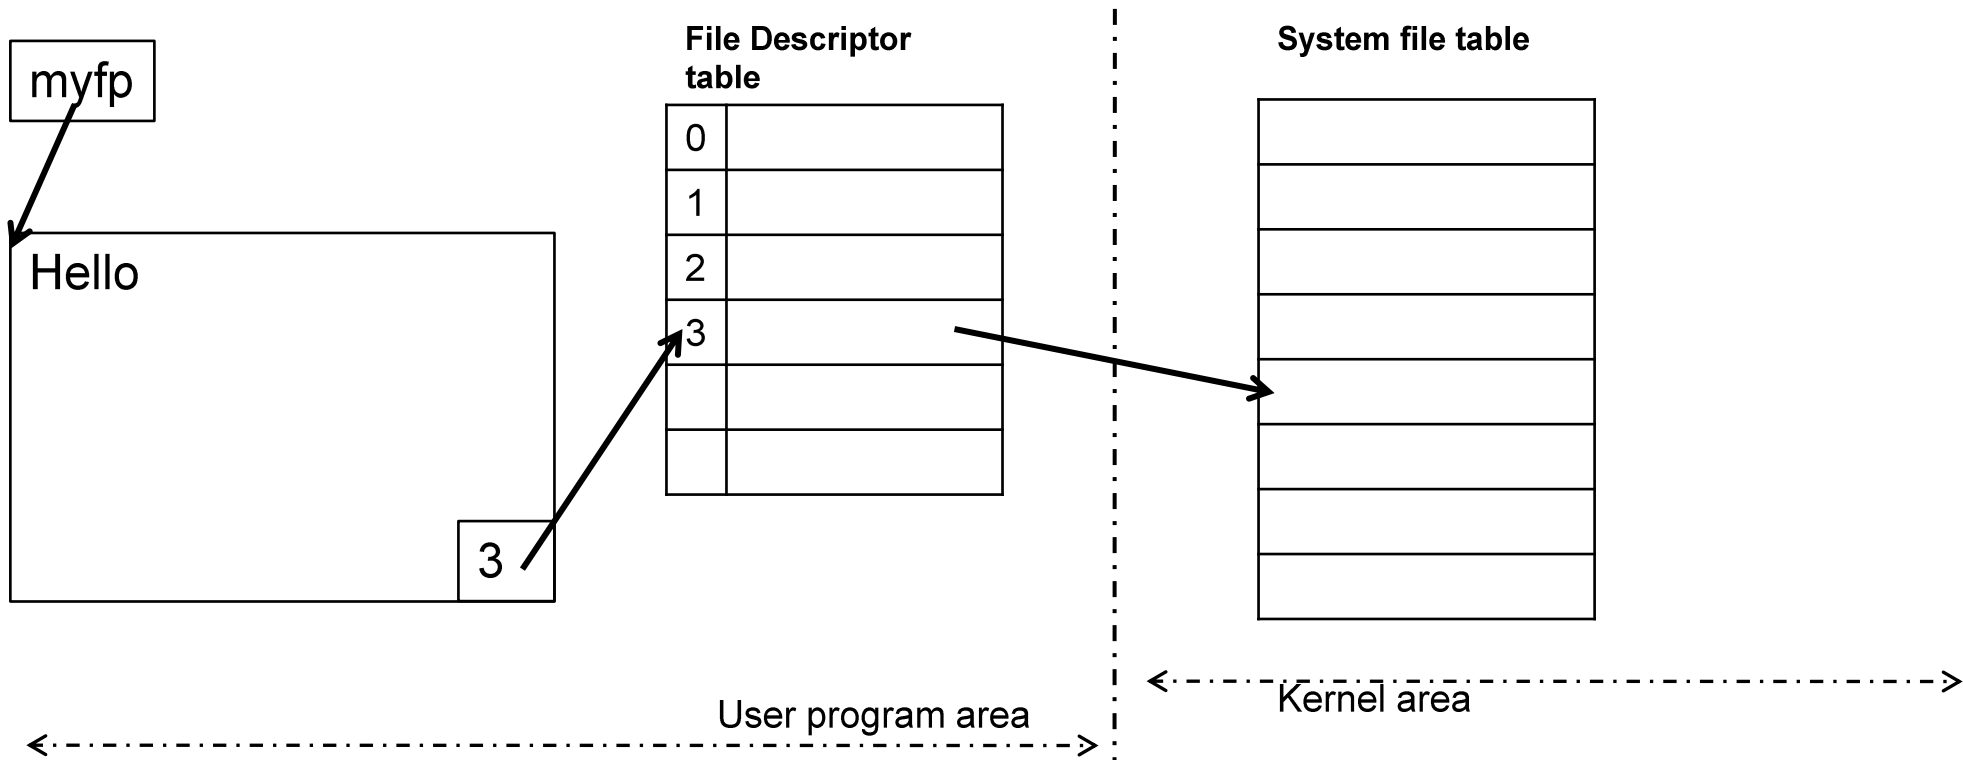 myfp
Hello
3
File Descriptor
table
0
1
2
3
System file table
User program area
Kernel area